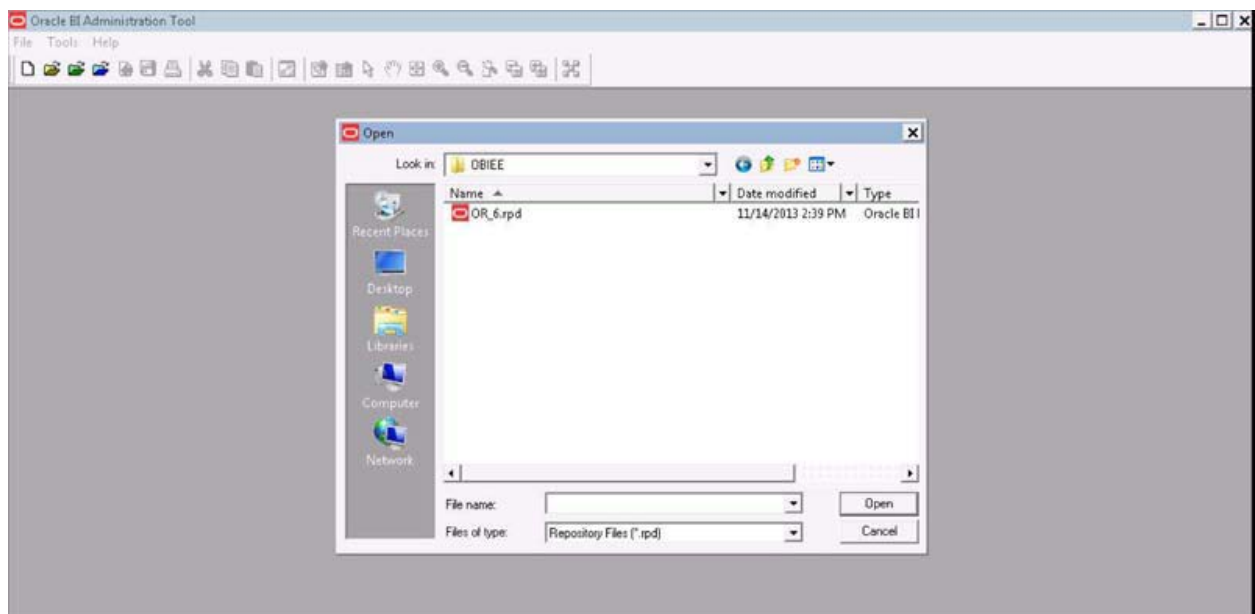 Oracle BI Administration Tool
File Tools Help
Open
Look in: OBIEE
Name Date modified Type
OR_6.rpd 11/14/2013 2:39 PM Oracle BI
Recent Places
Desktop
Libraries
Computer
Network
File name: Open
Files of type: Repository Files (*.rpd) Cancel